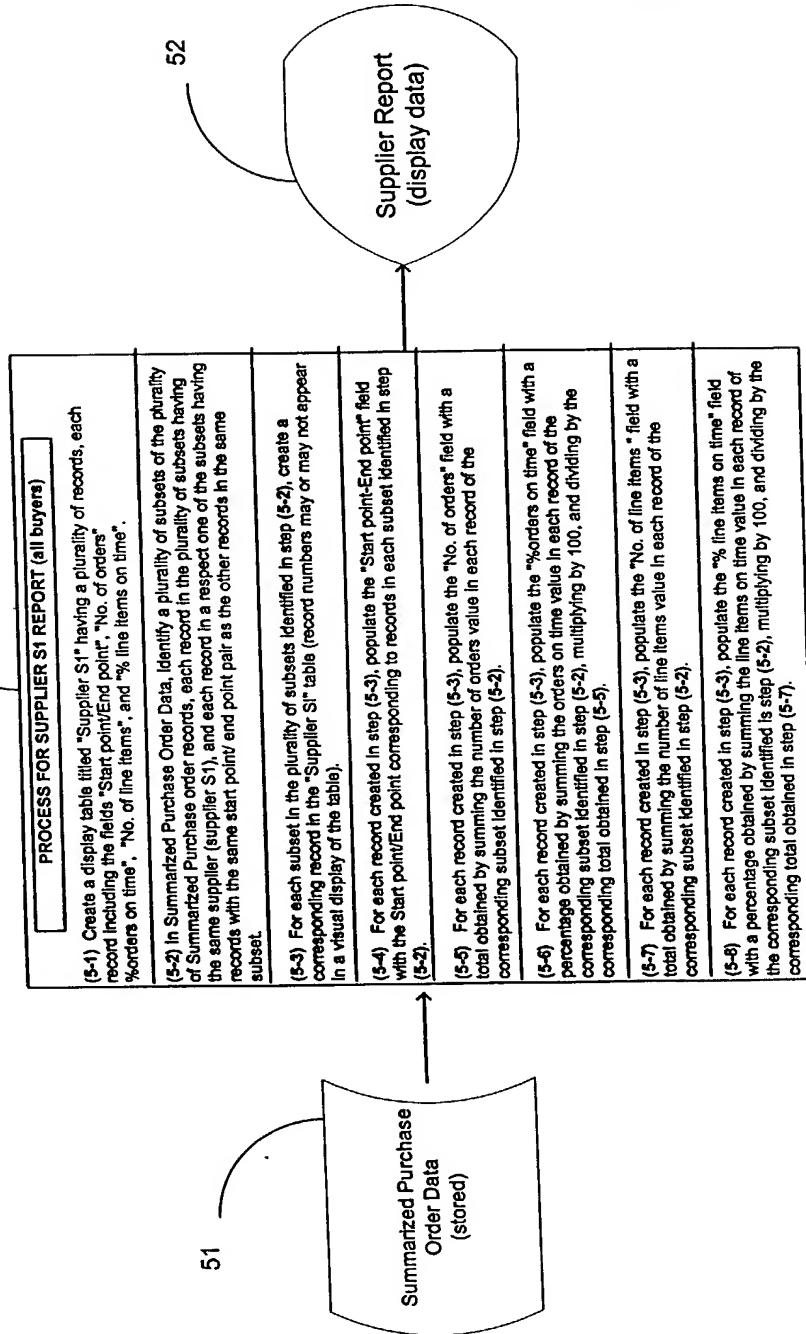 51
Summarized Purchase
Order Data
(stored)
PROCESS FOR SUPPLIER S1 REPORT (all buyers)
(5-1) Create a display table titled "Supplier S1" having a plurality of records, each
record including the fields "Start point/End point", "No. of orders"
%orders on time", "No. of line items", and "% line items on time".
(5-2) In Summarized Purchase Order Data, identify a plurality of subsets of the plurality
of Summarized Purchase order records, each record in the plurality of subsets having
the same supplier (supplier S1), and each record in a respect one of the subsets having
records with the same start point/ end point pair as the other records in the same
subset.
(5-3) For each subset in the plurality of subsets identified in step (5-2), create a
corresponding record in the "Supplier SI" table (record numbers may or may not appear
in a visual display of the table).
(5-4) For each record created in step (5-3), populate the "Start point-End point" field
with the Start point/End point corresponding to records in each subset identified in step
(5-2).
(5-5) For each record created in step (5-3), populate the "No. of orders" field with a
total obtained by summing the number of orders value in each record of the
corresponding subset identified in step (5-2).
(5-6) For each record created in step (5-3), populate the "%orders on time" field with a
percentage obtained by summing the orders on time value in each record of the
corresponding subset identified in step (5-2), multiplying by 100, and dividing by the
corresponding total obtained in step (5-5).
(5-7) For each record created in step (5-3), populate the "No. of line items " field with a
total obtained by summing the number of line items value in each record of the
corresponding subset identified in step (5-2).
(5-8) For each record created in step (5-3), populate the "% line items on time" field
with a percentage obtained by summing the line items on time value in each record of
the corresponding subset identified is step (5-2), multiplying by 100, and dividing by the
corresponding total obtained in step (5-7).
52
Supplier Report
(display data)